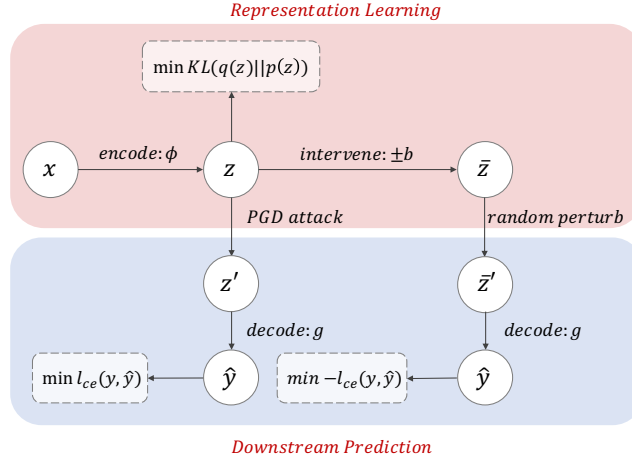 Representation Learning
min KL(q(z)||p(z))
x
encode: ϕ
z
intervene: ±b
z̄
PGD attack
random perturb
z′
z̄′
decode: g
decode: g
min l_ce(y, ŷ)
ŷ
min −l_ce(y, ŷ)
ŷ
Downstream Prediction